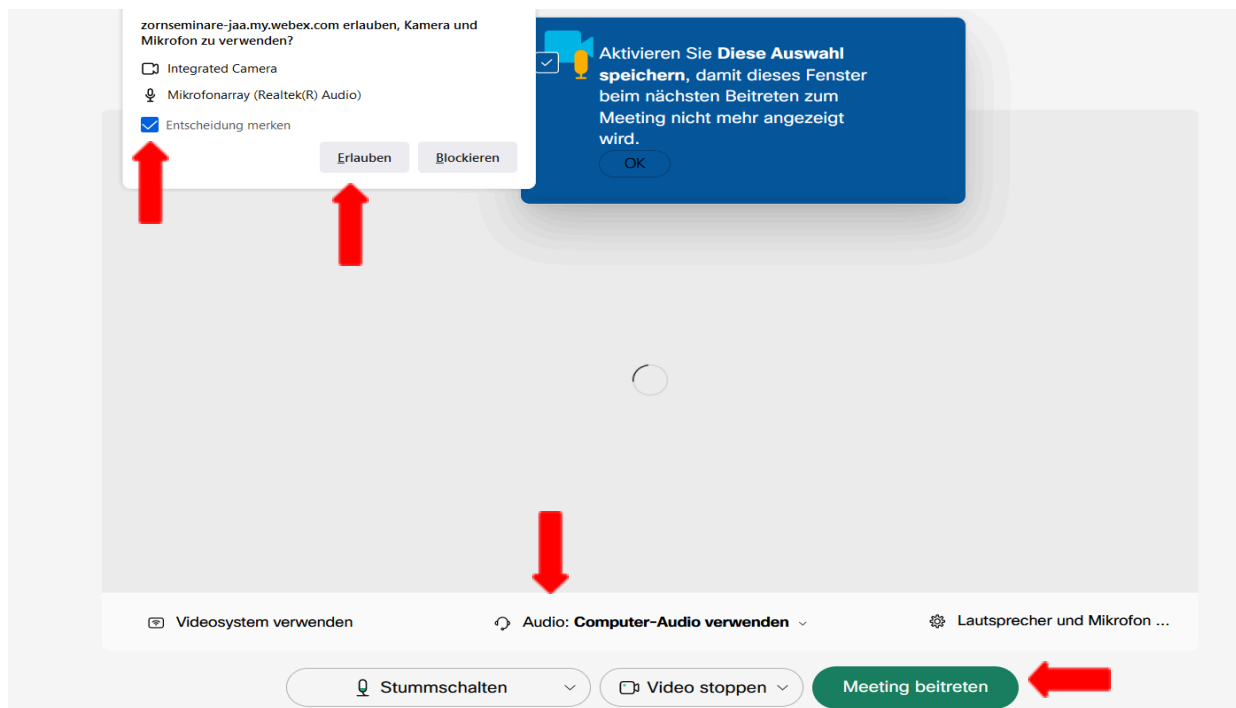 zornseminare-jaa.my.webex.com erlauben, Kamera und
Mikrofon zu verwenden?
Integrated Camera
Mikrofonarray (Realtek(R) Audio)
Entscheidung merken
Erlauben
Blockieren
Aktivieren Sie Diese Auswahl
speichern, damit dieses Fenster
beim nächsten Beitreten zum
Meeting nicht mehr angezeigt
wird.
OK
Videosystem verwenden
Audio: Computer-Audio verwenden
Lautsprecher und Mikrofon ...
Stummschalten
Video stoppen
Meeting beitreten